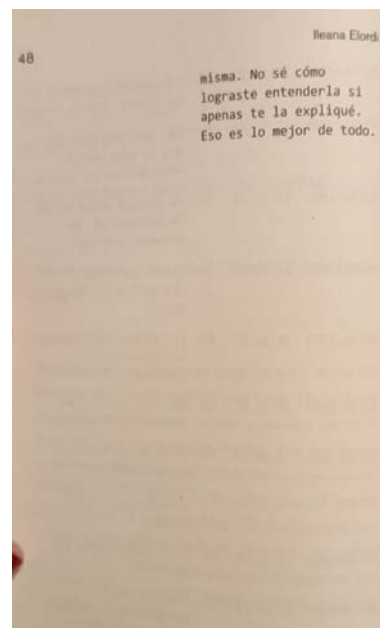 Ileana Elordi
48
misma. No sé cómo
lograste entenderla si
apenas te la expliqué.
Eso es lo mejor de todo.